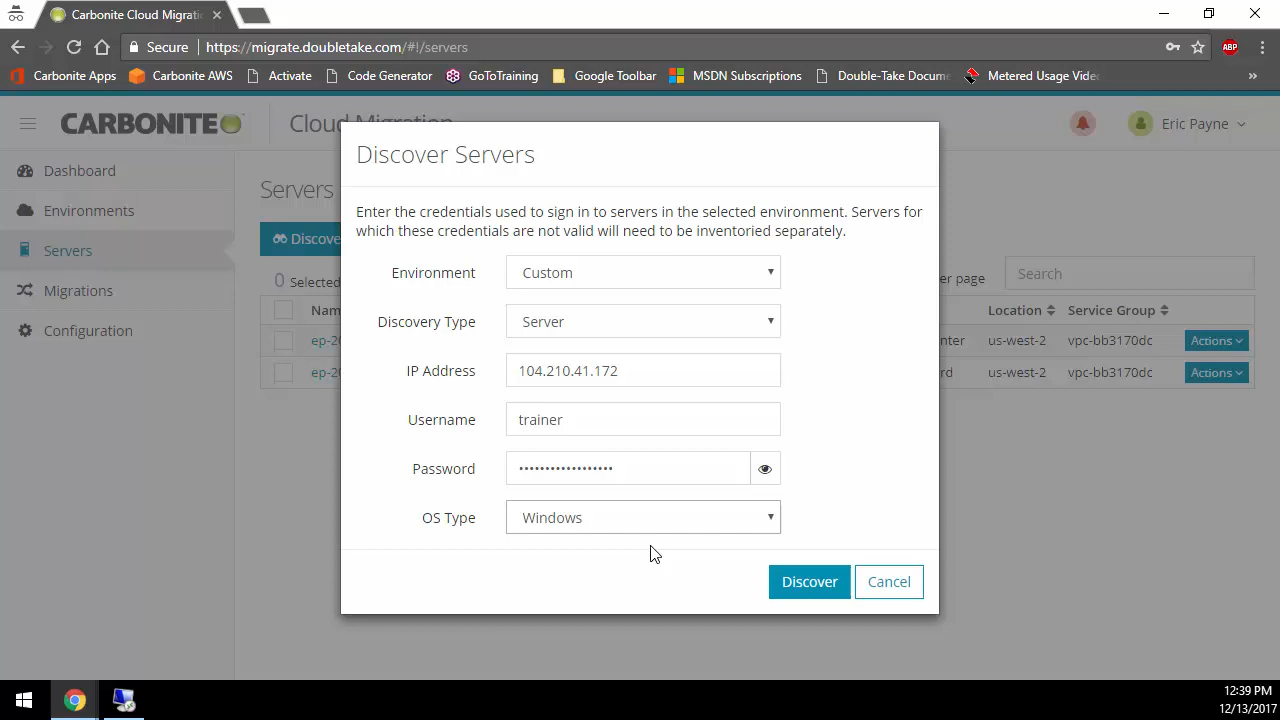 Carbonite Cloud Migrati
Secure https://migrate.doubletake.com/#!/servers
ABP
Carbonite Apps Carbonite AWS Activate Code Generator GoToTraining Google Toolbar MSDN Subscriptions Double-Take Docume Metered Usage Vide »
CARBONITE Cloud Migration Eric Payne
Dashboard
Environments
Servers
Migrations
Configuration
Servers
Discove
0 Selected
er page
Search
Nam Location Service Group
ep-20 nter us-west-2 vpc-bb3170dc Actions
ep-20 rd us-west-2 vpc-bb3170dc Actions
Discover Servers
Enter the credentials used to sign in to servers in the selected environment. Servers for
which these credentials are not valid will need to be inventoried separately.
Environment Custom
Discovery Type Server
IP Address 104.210.41.172
Username trainer
Password ••••••••••••••••••
OS Type Windows
Discover Cancel
12:39 PM
12/13/2017